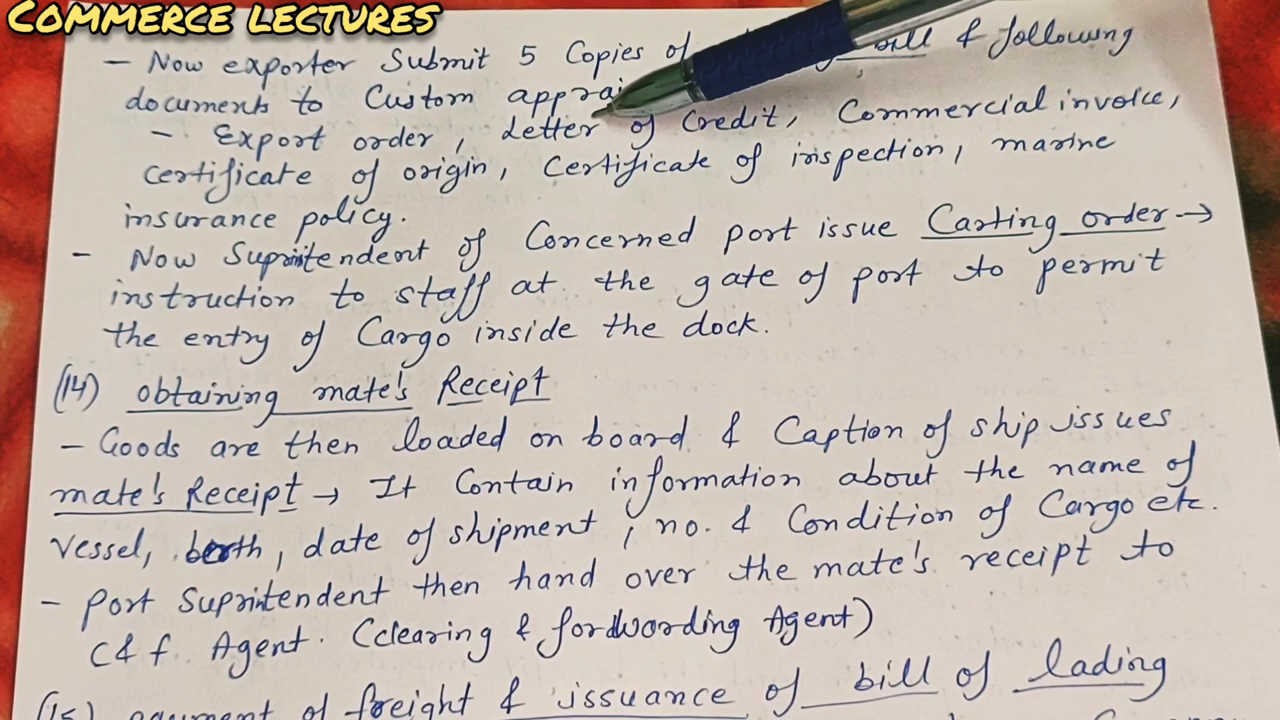 COMMERCE LECTURES
- Now exporter Submit 5 Copies of bill & following
documents to Custom apprai
- Export order, Letter of Credit, Commercial invoice,
certificate of origin, Certificate of inspection, marine
insurance policy.
- Now Suprintendent of Concerned port issue Carting order →
instruction to staff at the gate of port to permit
the entry of Cargo inside the dock.
(14) obtaining mate's Receipt
- Goods are then loaded on board & Caption of ship issues
mate's Receipt → It Contain information about the name of
Vessel, berth, date of shipment, no. & Condition of Cargo etc.
- port Suprintendent then hand over the mate's receipt to
C & f. Agent. (clearing & fordwording Agent)
(15) payment of freight & issuance of bill of lading